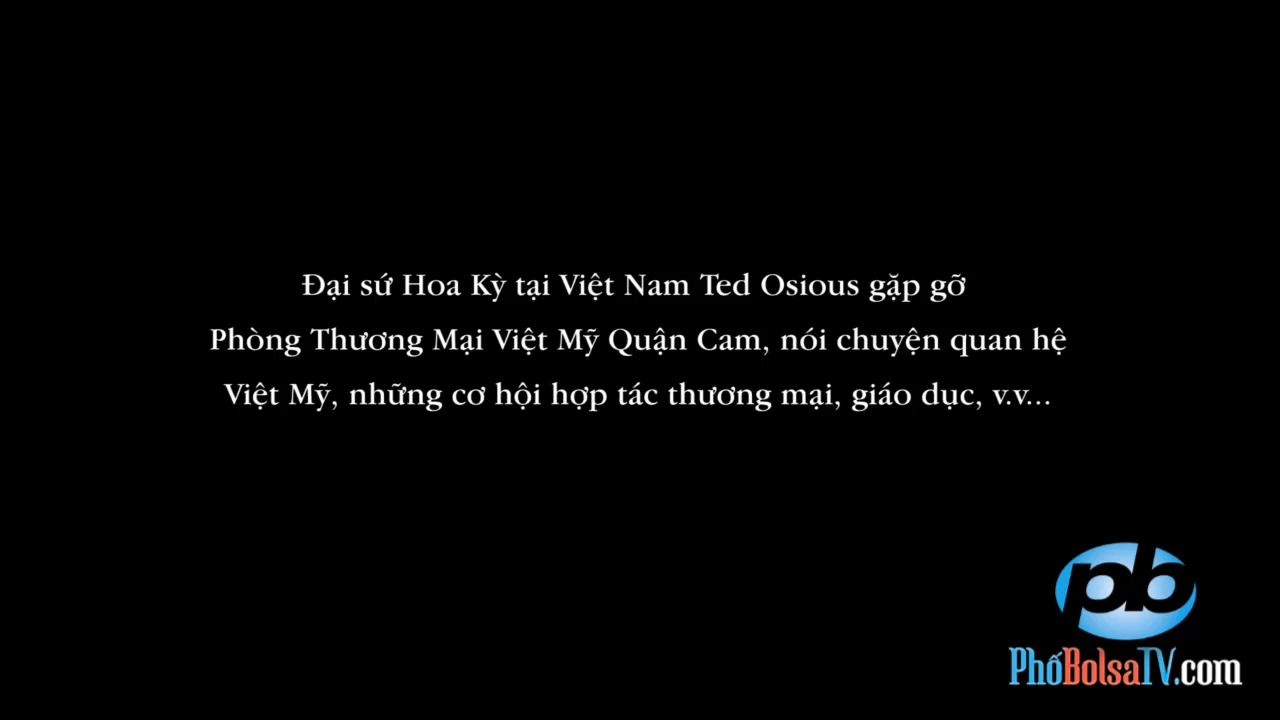 Đại sứ Hoa Kỳ tại Việt Nam Ted Osious gặp gỡ
Phòng Thương Mại Việt Mỹ Quận Cam, nói chuyện quan hệ
Việt Mỹ, những cơ hội hợp tác thương mại, giáo dục, v.v...
pb
PhốBolsaTV.com